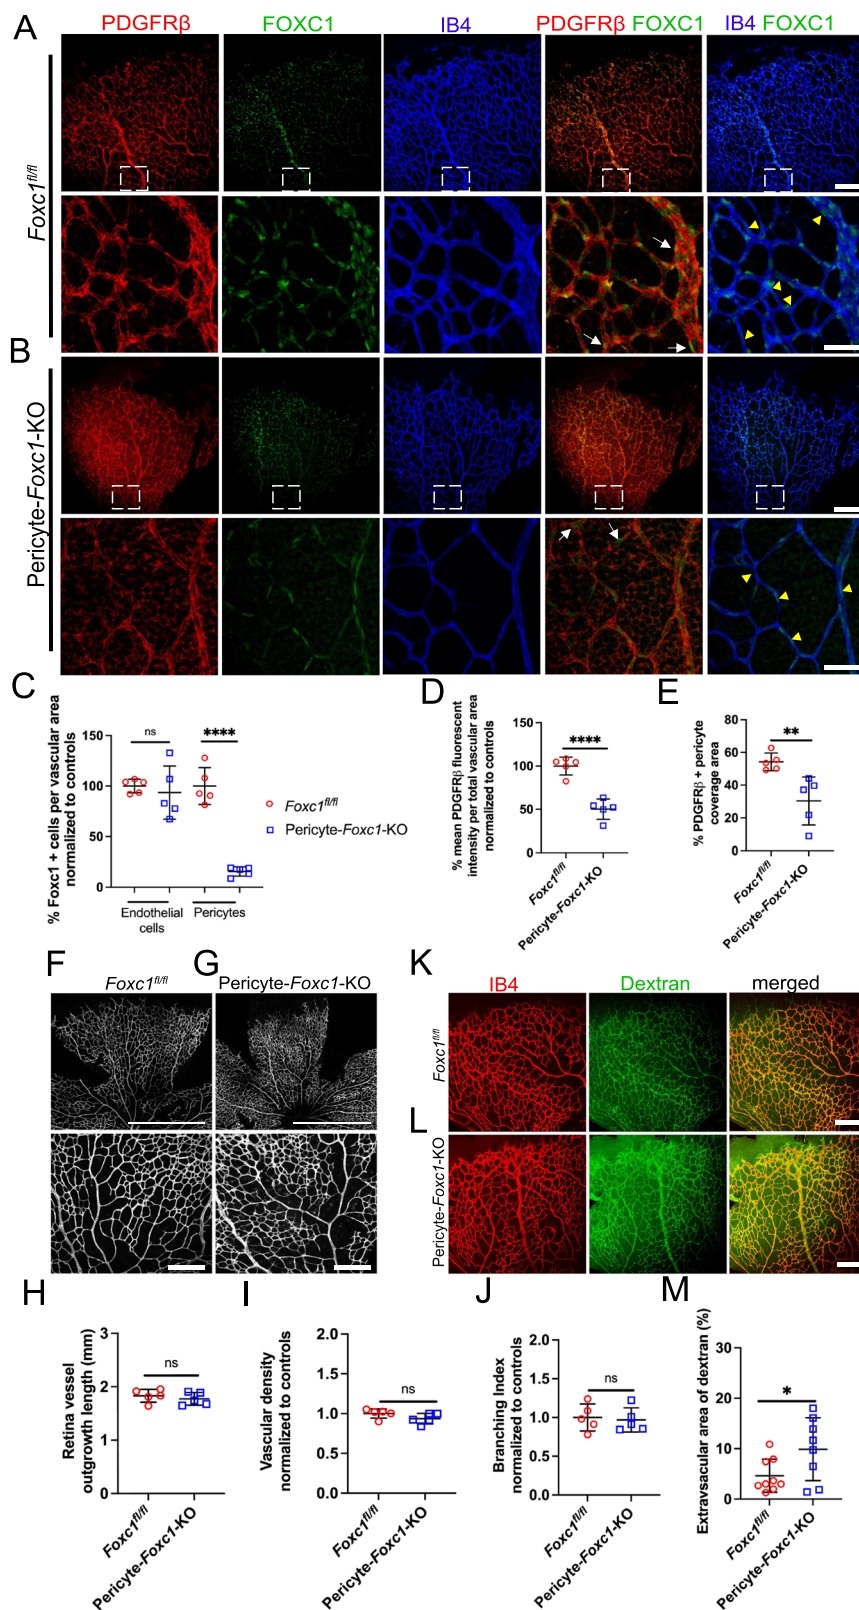 A
PDGFRβ
FOXC1
IB4
PDGFRβ FOXC1
IB4 FOXC1
Foxc1fl/fl
B
Pericyte-Foxc1-KO
C
% Foxc1 + cells per vascular area
normalized to controls
150
100
50
0
ns
****
Endothelial
cells
Pericytes
Foxc1fl/fl
Pericyte-Foxc1-KO
D
% mean PDGFRβ fluorescent
intensity per total vascular area
normalized to controls
150
100
50
0
****
Foxc1fl/fl
Pericyte-Foxc1-KO
E
% PDGFRβ + pericyte
coverage area
80
60
40
20
0
**
Foxc1fl/fl
Pericyte-Foxc1-KO
F
Foxc1fl/fl
G
Pericyte-Foxc1-KO
K
IB4
Dextran
merged
Foxc1fl/fl
L
Pericyte-Foxc1-KO
H
Retina vessel
outgrowth length (mm)
3
2
1
0
ns
Foxc1fl/fl
Pericyte-Foxc1-KO
I
Vascular density
normalized to controls
2.0
1.5
1.0
0.5
0.0
ns
Foxc1fl/fl
Pericyte-Foxc1-KO
J
Branching Index
normalized to controls
2.0
1.5
1.0
0.5
0.0
ns
Foxc1fl/fl
Pericyte-Foxc1-KO
M
Extravsacular area of dextran (%)
30
20
10
0
*
Foxc1fl/fl
Pericyte-Foxc1-KO